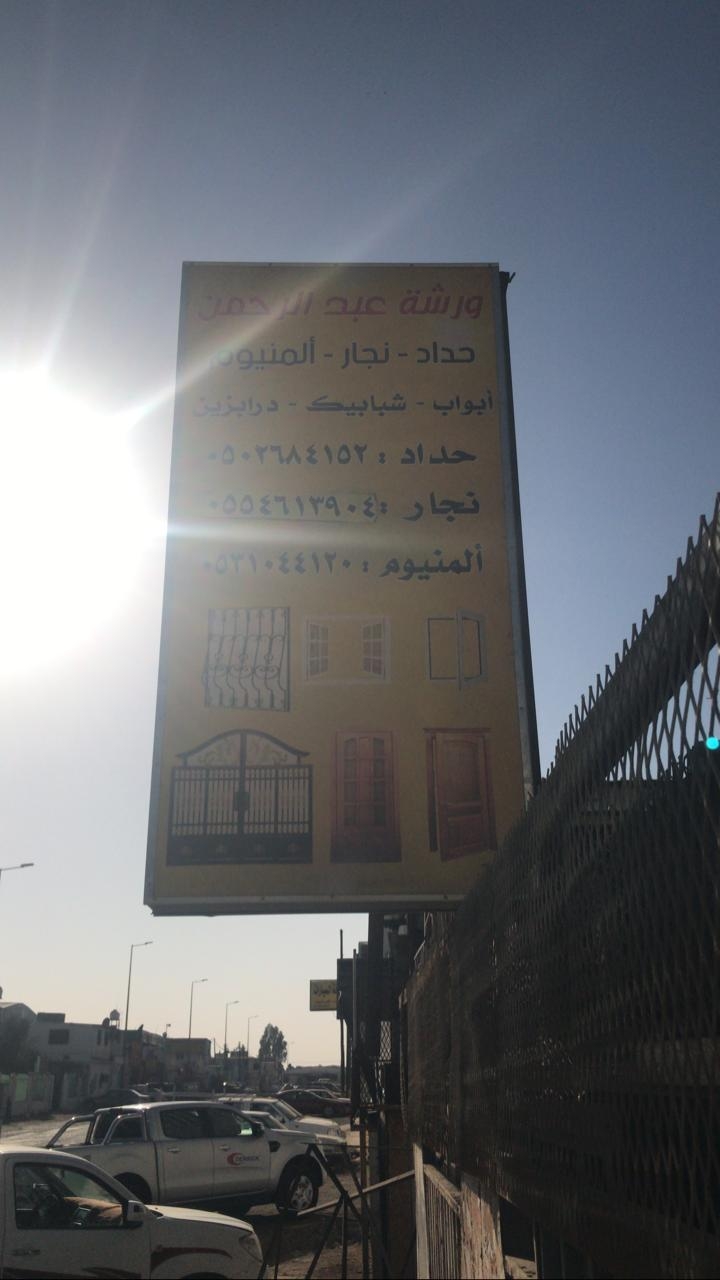 ورشة عبد الرحمن
حداد - نجار - ألمنيوم
أبواب - شبابيك - درابزين
حداد : ٠٥٠٢٦٨٤١٥٢
نجار : ٠٥٥٤٦١٣٩٠٤
ألمنيوم : ٠٥٣١٠٤٤١٢٠